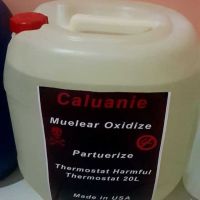 Caluanie
Muelear Oxidize
Partuerize
Thermostat Harmful
Thermostat 20L
Made in USA